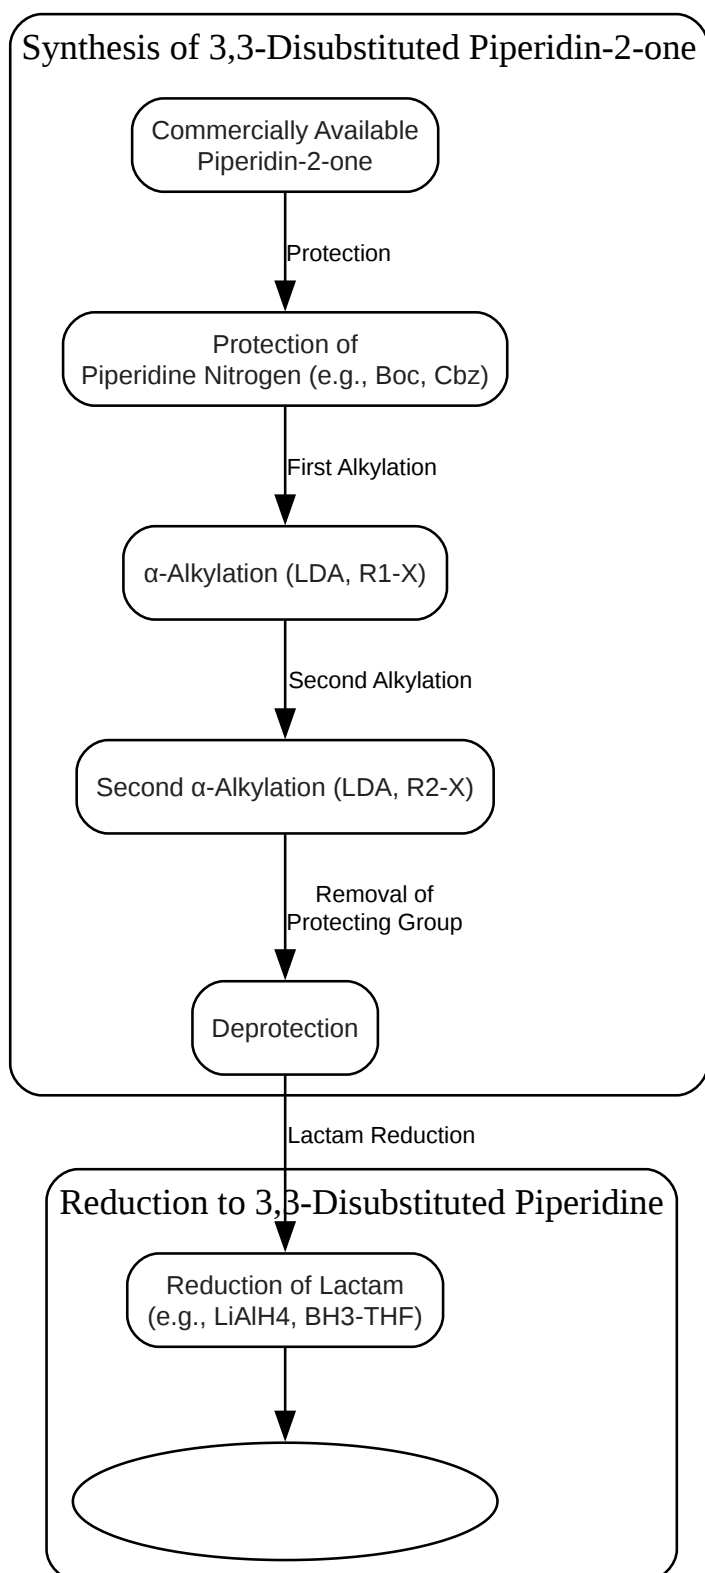 Synthesis of 3,3-Disubstituted Piperidin-2-one
Commercially Available
Piperidin-2-one
Protection
Protection of
Piperidine Nitrogen (e.g., Boc, Cbz)
First Alkylation
α-Alkylation (LDA, R1-X)
Second Alkylation
Second α-Alkylation (LDA, R2-X)
Removal of
Protecting Group
Deprotection
Lactam Reduction
Reduction to 3,3-Disubstituted Piperidine
Reduction of Lactam
(e.g., LiAlH4, BH3-THF)